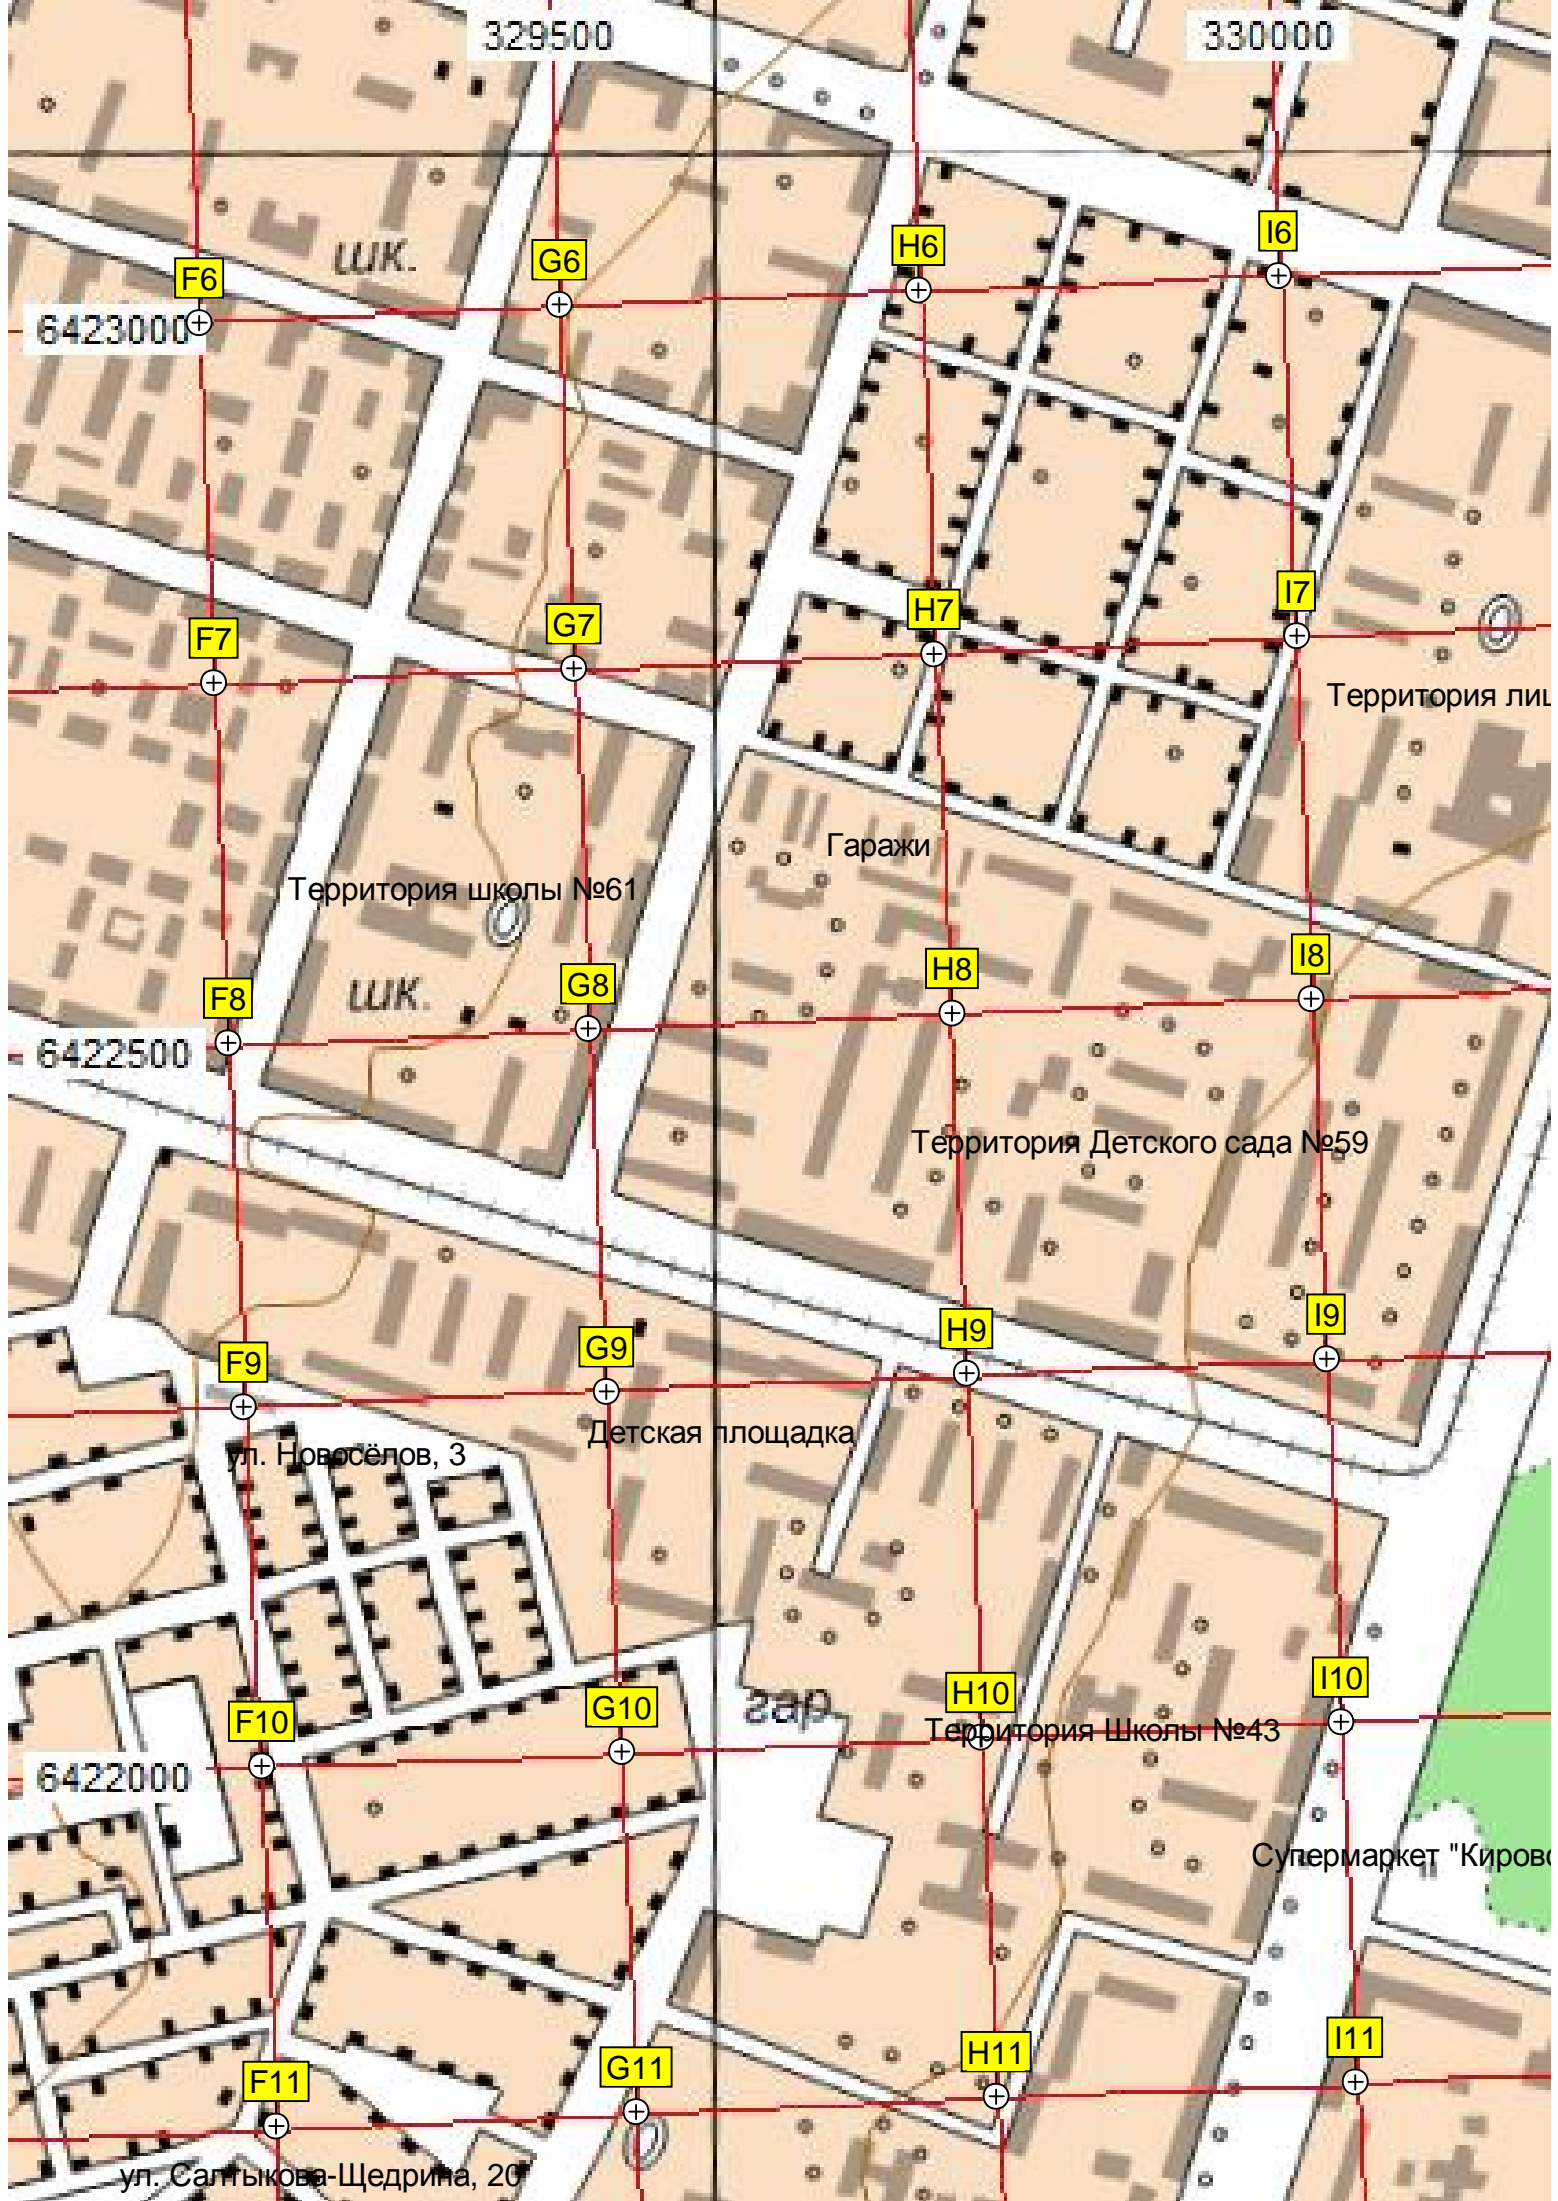 329500
330000
I6
H6
G6
F6
шк.
6423000
I7
H7
G7
F7
Территория
Гаражи
Территория школы №61
I8
H8
G8
F8
шк.
6422500
Территория Детского сада №59
I9
H9
G9
F9
Детская площадка
ул. Новосёлов, 3
I10
H10
G10
F10
гар
Территория Школы №43
6422000
Супермаркет
I11
H11
G11
F11
ул. Салтыкова-Щедрина, 20